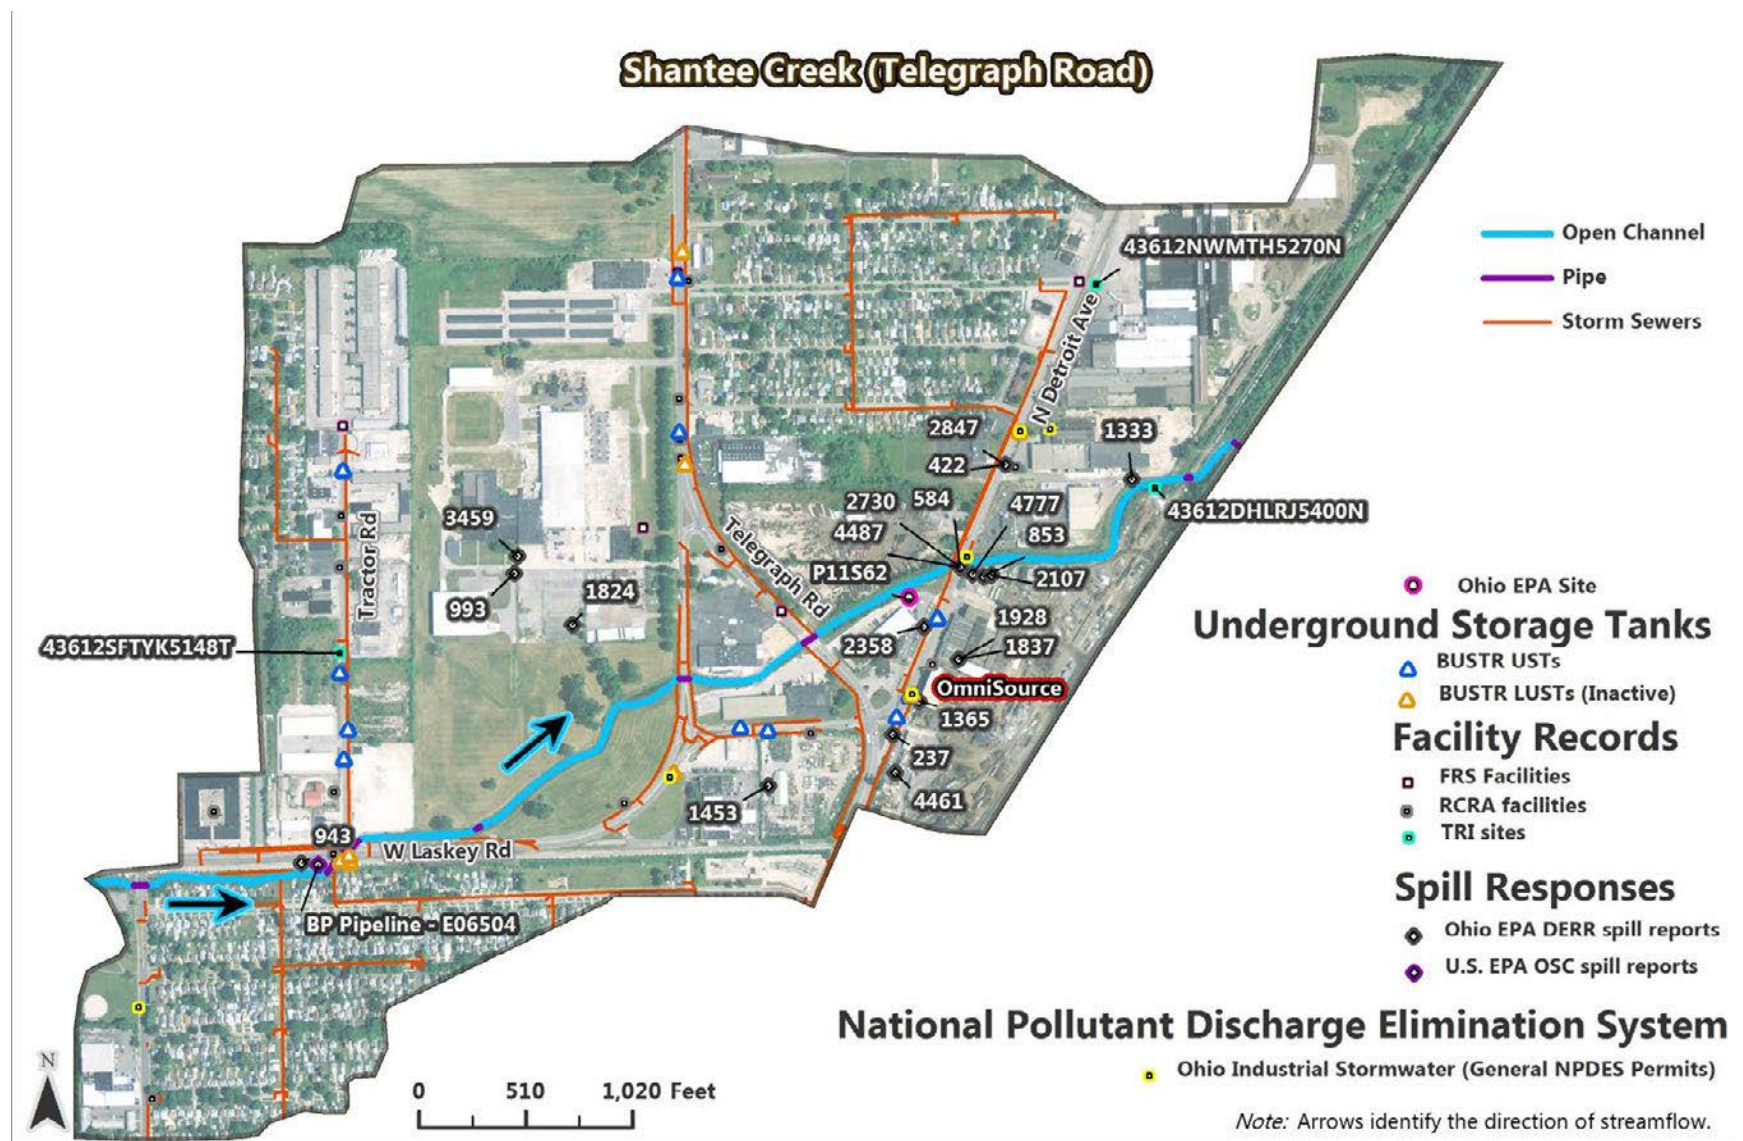 Shantee Creek (Telegraph Road)
43612NWMTH5270N
Open Channel
Pipe
Storm Sewers
N Detroit Ave
2847
1333
422
2730
584
4777
43612DHLRJ5400N
3459
Tractor Rd
Telegraph Rd
4487
853
P11S62
2107
993
1824
1928
2358
1837
43612SFTYK5148T
OmniSource
1365
237
1453
4461
943
W Laskey Rd
BP Pipeline - E06504
Ohio EPA Site
Underground Storage Tanks
BUSTR USTs
BUSTR LUSTs (Inactive)
Facility Records
FRS Facilities
RCRA facilities
TRI sites
Spill Responses
Ohio EPA DERR spill reports
U.S. EPA OSC spill reports
National Pollutant Discharge Elimination System
Ohio Industrial Stormwater (General NPDES Permits)
N
0 510 1,020 Feet
Note: Arrows identify the direction of streamflow.